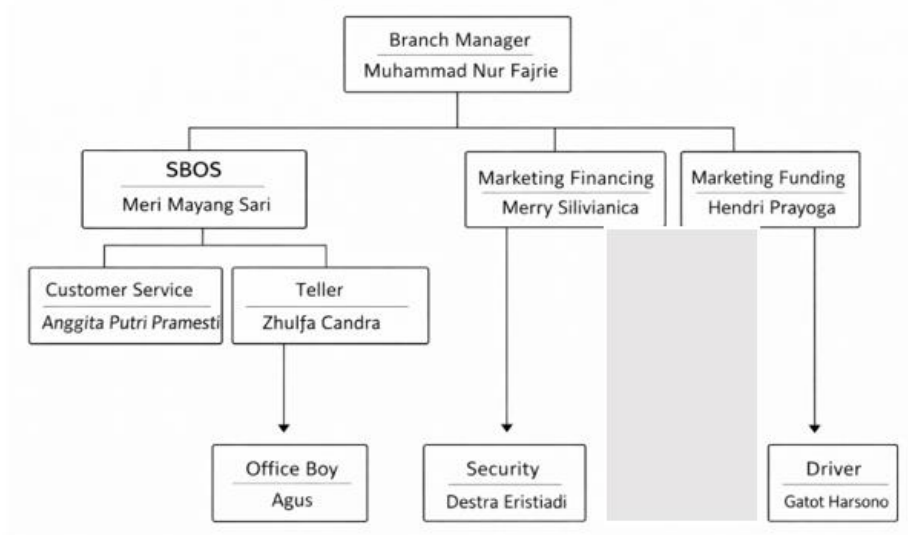 Branch Manager
Muhammad Nur Fajrie
SBOS
Meri Mayang Sari
Marketing Financing
Merry Silivianica
Marketing Funding
Hendri Prayoga
Customer Service
Anggita Putri Pramesti
Teller
Zhulfa Candra
Office Boy
Agus
Security
Destra Eristiadi
Driver
Gatot Harsono